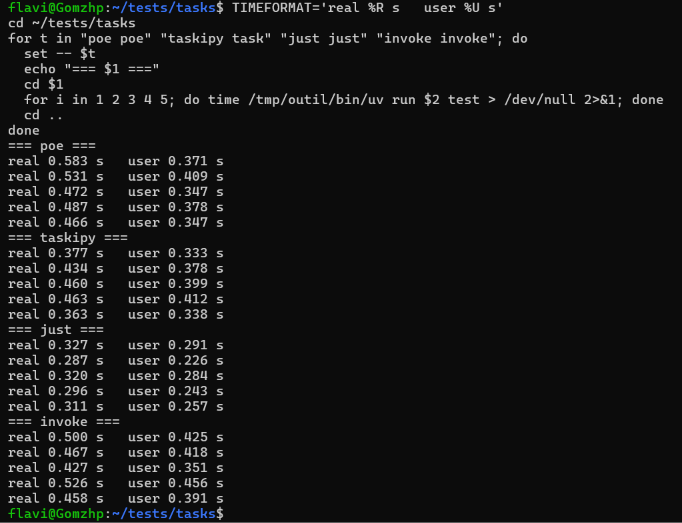 flavi@Gomzhp:~/tests/tasks$ TIMEFORMAT='real %R s   user %U s'
cd ~/tests/tasks
for t in "poe poe" "taskipy task" "just just" "invoke invoke"; do
  set -- $t
  echo "=== $1 ==="
  cd $1
  for i in 1 2 3 4 5; do time /tmp/outil/bin/uv run $2 test > /dev/null 2>&1; done
  cd ..
done
=== poe ===
real 0.583 s   user 0.371 s
real 0.531 s   user 0.409 s
real 0.472 s   user 0.347 s
real 0.487 s   user 0.378 s
real 0.466 s   user 0.347 s
=== taskipy ===
real 0.377 s   user 0.333 s
real 0.434 s   user 0.378 s
real 0.460 s   user 0.399 s
real 0.463 s   user 0.412 s
real 0.363 s   user 0.338 s
=== just ===
real 0.327 s   user 0.291 s
real 0.287 s   user 0.226 s
real 0.320 s   user 0.284 s
real 0.296 s   user 0.243 s
real 0.311 s   user 0.257 s
=== invoke ===
real 0.500 s   user 0.425 s
real 0.467 s   user 0.418 s
real 0.427 s   user 0.351 s
real 0.526 s   user 0.456 s
real 0.458 s   user 0.391 s
flavi@Gomzhp:~/tests/tasks$